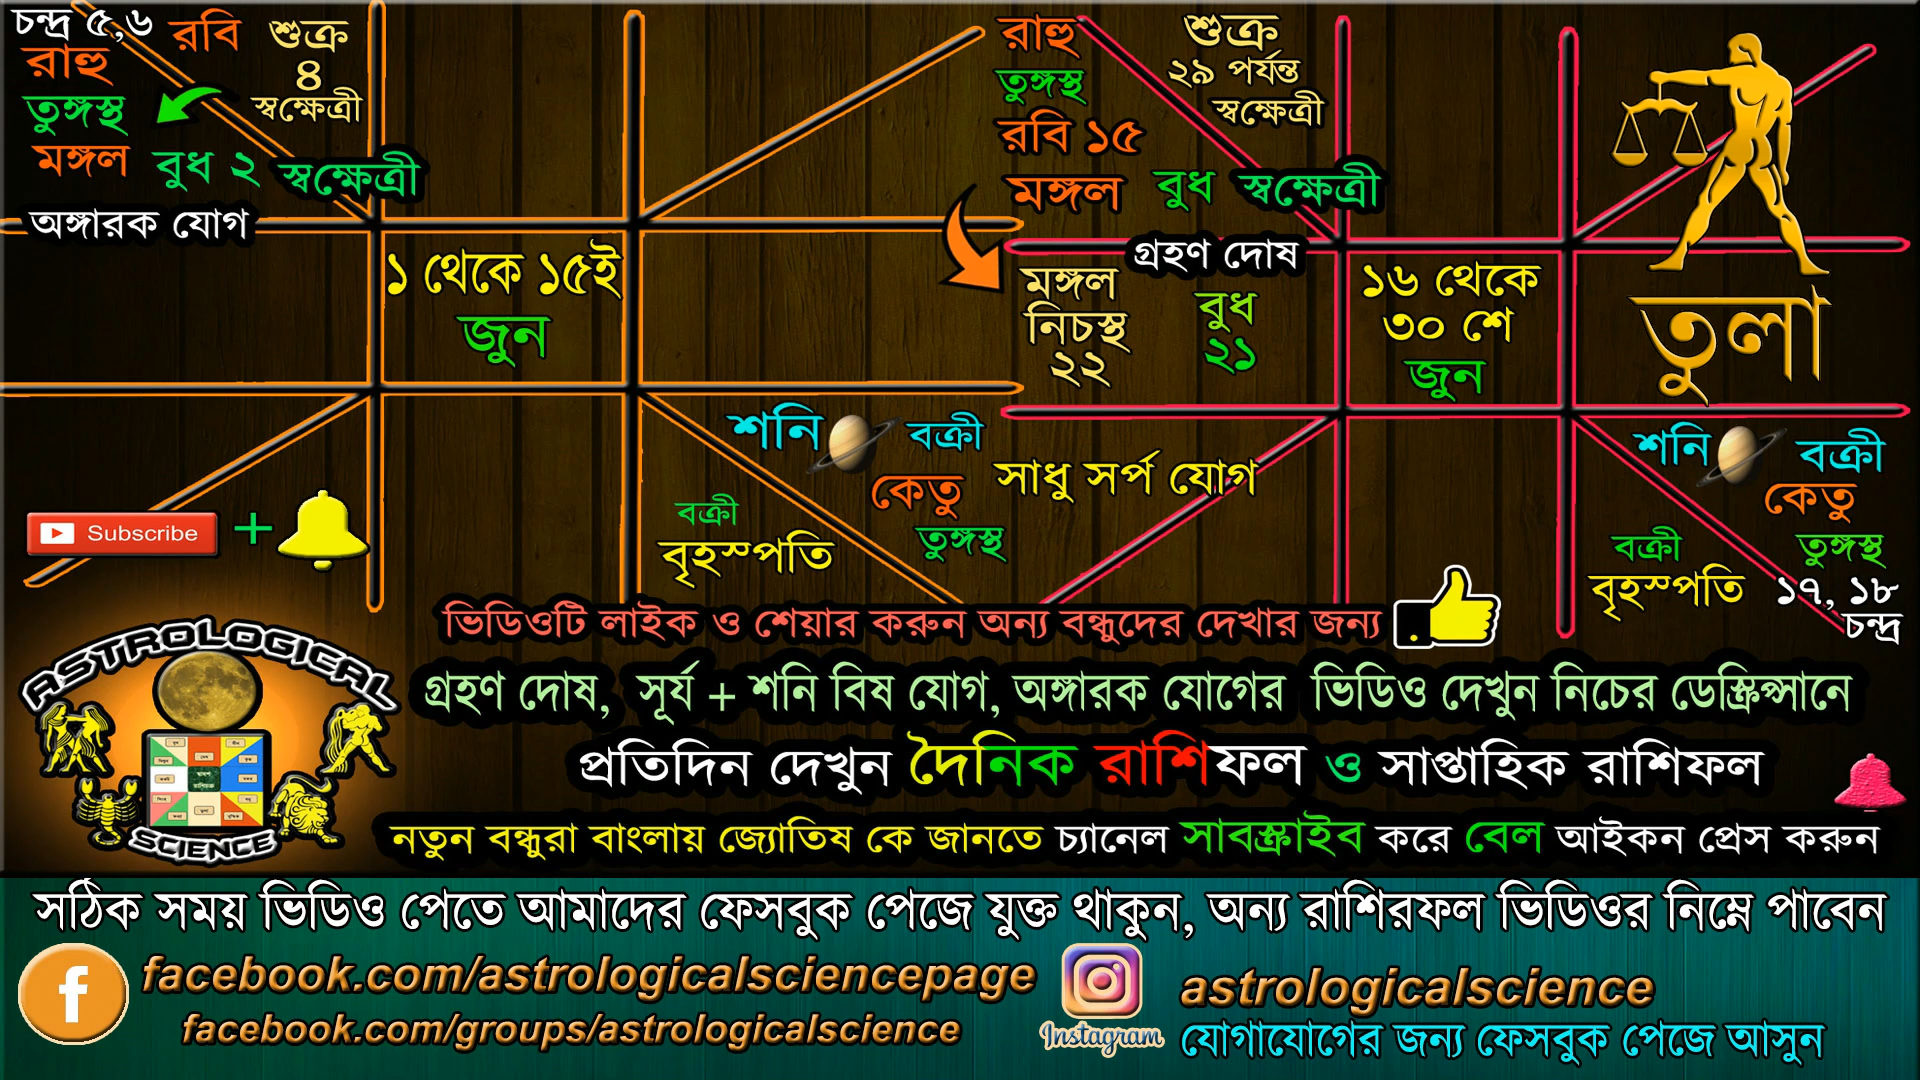 চন্দ্র ৫,৬
রবি
শুক্র
৪
স্বক্ষেত্রী
রাহু
তুঙ্গস্থ
মঙ্গল
বুধ ২ স্বক্ষেত্রী
অঙ্গারক যোগ
১ থেকে ১৫ই
জুন
শনি
বক্রী
কেতু
তুঙ্গস্থ
বক্রী
বৃহস্পতি
Subscribe +
রাহু
তুঙ্গস্থ
রবি ১৫
মঙ্গল
শুক্র
২৯ পর্যন্ত
স্বক্ষেত্রী
বুধ স্বক্ষেত্রী
গ্রহণ দোষ
মঙ্গল
নিচস্থ
২২
বুধ
২১
১৬ থেকে
৩০ শে
জুন
তুলা
সাধু সর্প যোগ
শনি
বক্রী
কেতু
তুঙ্গস্থ
বক্রী
বৃহস্পতি
১৭, ১৮
চন্দ্র
ভিডিওটি লাইক ও শেয়ার করুন অন্য বন্ধুদের দেখার জন্য
গ্রহণ দোষ, সূর্য + শনি বিষ যোগ, অঙ্গারক যোগের ভিডিও দেখুন নিচের ডেস্ক্রিপ্সানে
প্রতিদিন দেখুন দৈনিক রাশিফল ও সাপ্তাহিক রাশিফল
নতুন বন্ধুরা বাংলায় জ্যোতিষ কে জানতে চ্যানেল সাবস্ক্রাইব করে বেল আইকন প্রেস করুন
ASTROLOGICAL
SCIENCE
সঠিক সময় ভিডিও পেতে আমাদের ফেসবুক পেজে যুক্ত থাকুন, অন্য রাশিরফল ভিডিওর নিম্নে পাবেন
facebook.com/astrologicalsciencepage
facebook.com/groups/astrologicalscience
Instagram
astrologicalscience
যোগাযোগের জন্য ফেসবুক পেজে আসুন